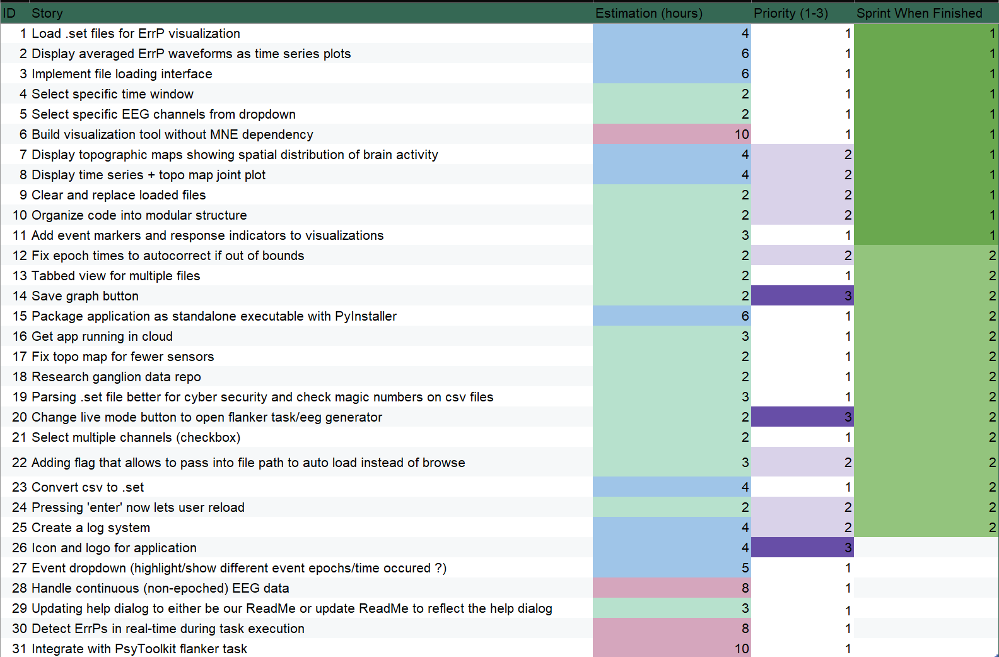 ID Story Estimation (hours) Priority (1-3) Sprint When Finished
1 Load .set files for ErrP visualization 4 1 1
2 Display averaged ErrP waveforms as time series plots 6 1 1
3 Implement file loading interface 6 1 1
4 Select specific time window 2 1 1
5 Select specific EEG channels from dropdown 2 1 1
6 Build visualization tool without MNE dependency 10 1 1
7 Display topographic maps showing spatial distribution of brain activity 4 2 1
8 Display time series + topo map joint plot 4 2 1
9 Clear and replace loaded files 2 2 1
10 Organize code into modular structure 2 2 1
11 Add event markers and response indicators to visualizations 3 1 1
12 Fix epoch times to autocorrect if out of bounds 2 2 2
13 Tabbed view for multiple files 2 1 2
14 Save graph button 2 3 2
15 Package application as standalone executable with PyInstaller 6 1 2
16 Get app running in cloud 3 1 2
17 Fix topo map for fewer sensors 2 1 2
18 Research ganglion data repo 2 1 2
19 Parsing .set file better for cyber security and check magic numbers on csv files 3 1 2
20 Change live mode button to open flanker task/eeg generator 2 3 2
21 Select multiple channels (checkbox) 2 1 2
22 Adding flag that allows to pass into file path to auto load instead of browse 3 2 2
23 Convert csv to .set 4 1 2
24 Pressing 'enter' now lets user reload 2 2 2
25 Create a log system 4 2 2
26 Icon and logo for application 4 3
27 Event dropdown (highlight/show different event epochs/time occured ?) 5 1
28 Handle continuous (non-epoched) EEG data 8 1
29 Updating help dialog to either be our ReadMe or update ReadMe to reflect the help dialog 3 1
30 Detect ErrPs in real-time during task execution 8 1
31 Integrate with PsyToolkit flanker task 10 1